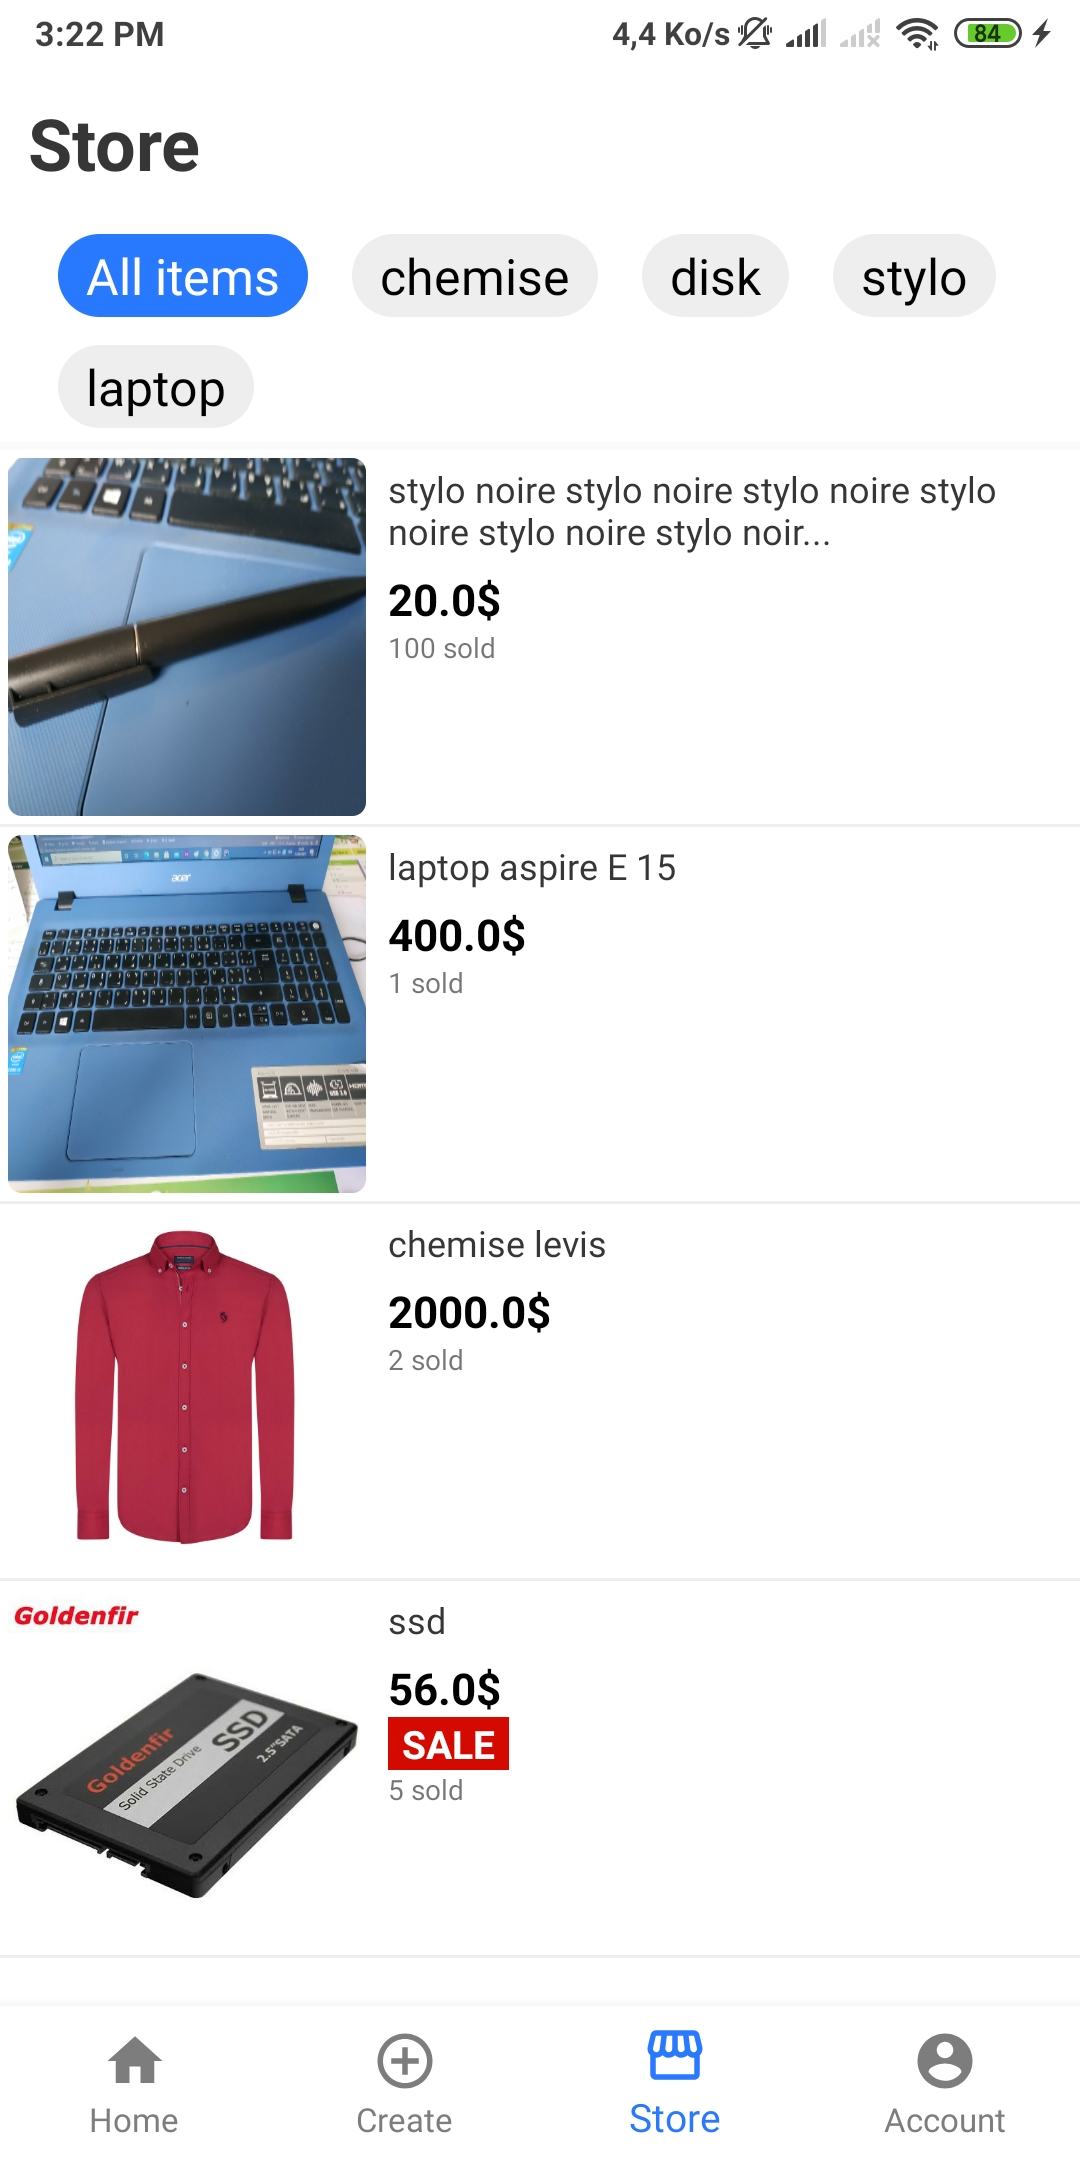 3:22 PM
4,4 Ko/s
84
Store
All items
chemise
disk
stylo
laptop
stylo noire stylo noire stylo noire stylo
noire stylo noire stylo noir...
20.0$
100 sold
acer
laptop aspire E 15
400.0$
1 sold
chemise levis
2000.0$
2 sold
Goldenfir
Goldenfir
Solid State Drive
SSD
2.5"SATA
ssd
56.0$
SALE
5 sold
Home
Create
Store
Account